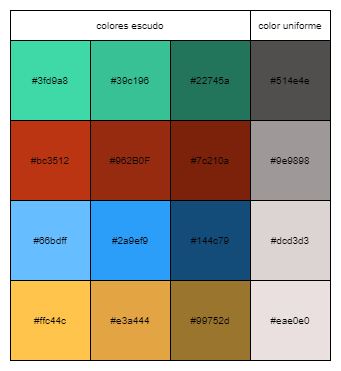 colores escudo color uniforme
#3fd9a8 #39c196 #22745a #514e4e
#bc3512 #962B0F #7c210a #9e9898
#66bdff #2a9ef9 #144c79 #dcd3d3
#ffc44c #e3a444 #99752d #eae0e0